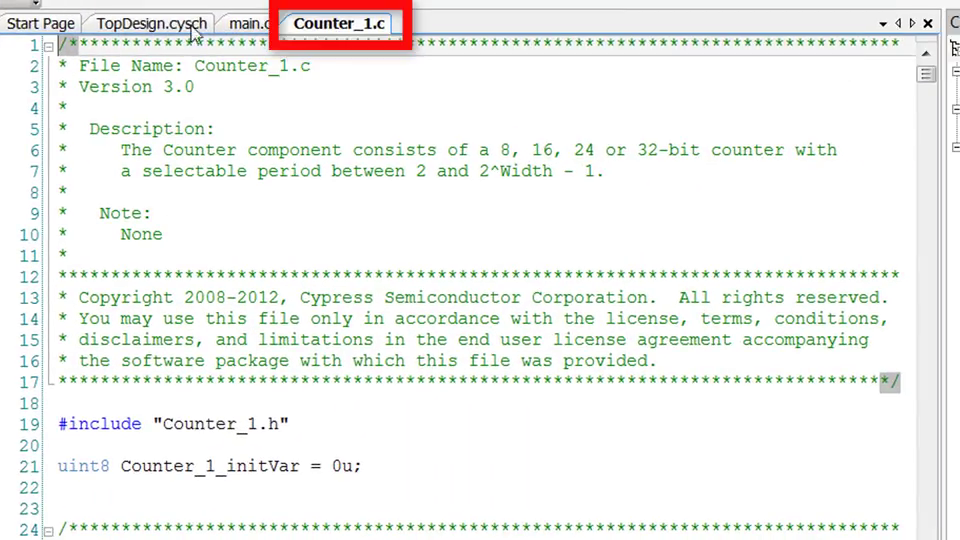 Start Page TopDesign.cysch main.c Counter_1.c
1 /********************************************************************************
2 * File Name: Counter_1.c
3 * Version 3.0
4 *
5 * Description:
6 * The Counter component consists of a 8, 16, 24 or 32-bit counter with
7 * a selectable period between 2 and 2^Width - 1.
8 *
9 * Note:
10 * None
11 *
12 ********************************************************************************
13 * Copyright 2008-2012, Cypress Semiconductor Corporation. All rights reserved.
14 * You may use this file only in accordance with the license, terms, conditions,
15 * disclaimers, and limitations in the end user license agreement accompanying
16 * the software package with which this file was provided.
17 *******************************************************************************/
18
19 #include "Counter_1.h"
20
21 uint8 Counter_1_initVar = 0u;
22
23
24 /*******************************************************************************